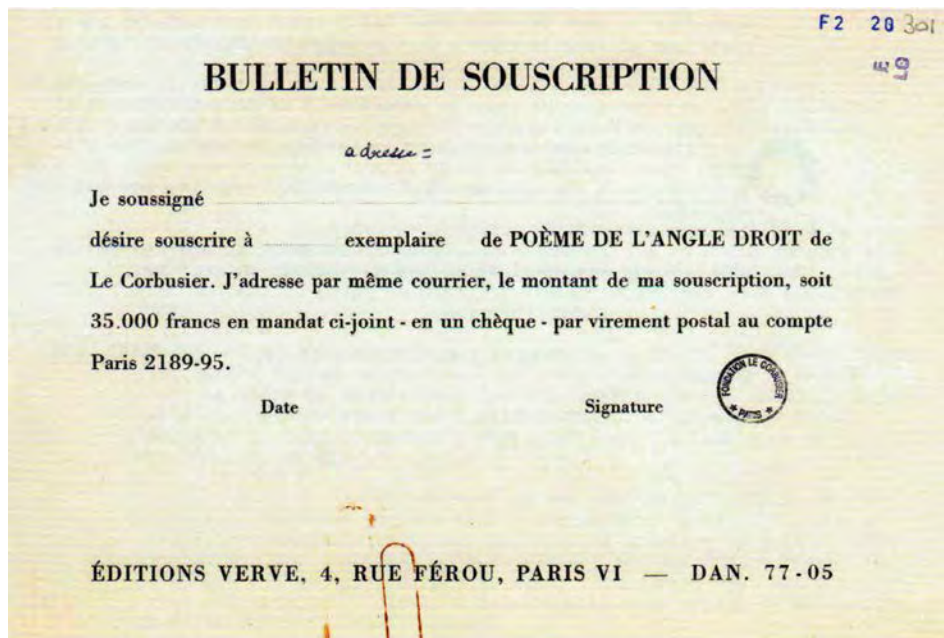 F2 20 301
BULLETIN DE SOUSCRIPTION
adresse =
Je soussigné
désire souscrire à exemplaire de POÈME DE L'ANGLE DROIT de
Le Corbusier. J'adresse par même courrier, le montant de ma souscription, soit
35.000 francs en mandat ci-joint - en un chèque - par virement postal au compte
Paris 2189-95.
Date Signature
FONDATION LE CORBUSIER
* PARIS *
ÉDITIONS VERVE, 4, RUE FÉROU, PARIS VI — DAN. 77-05